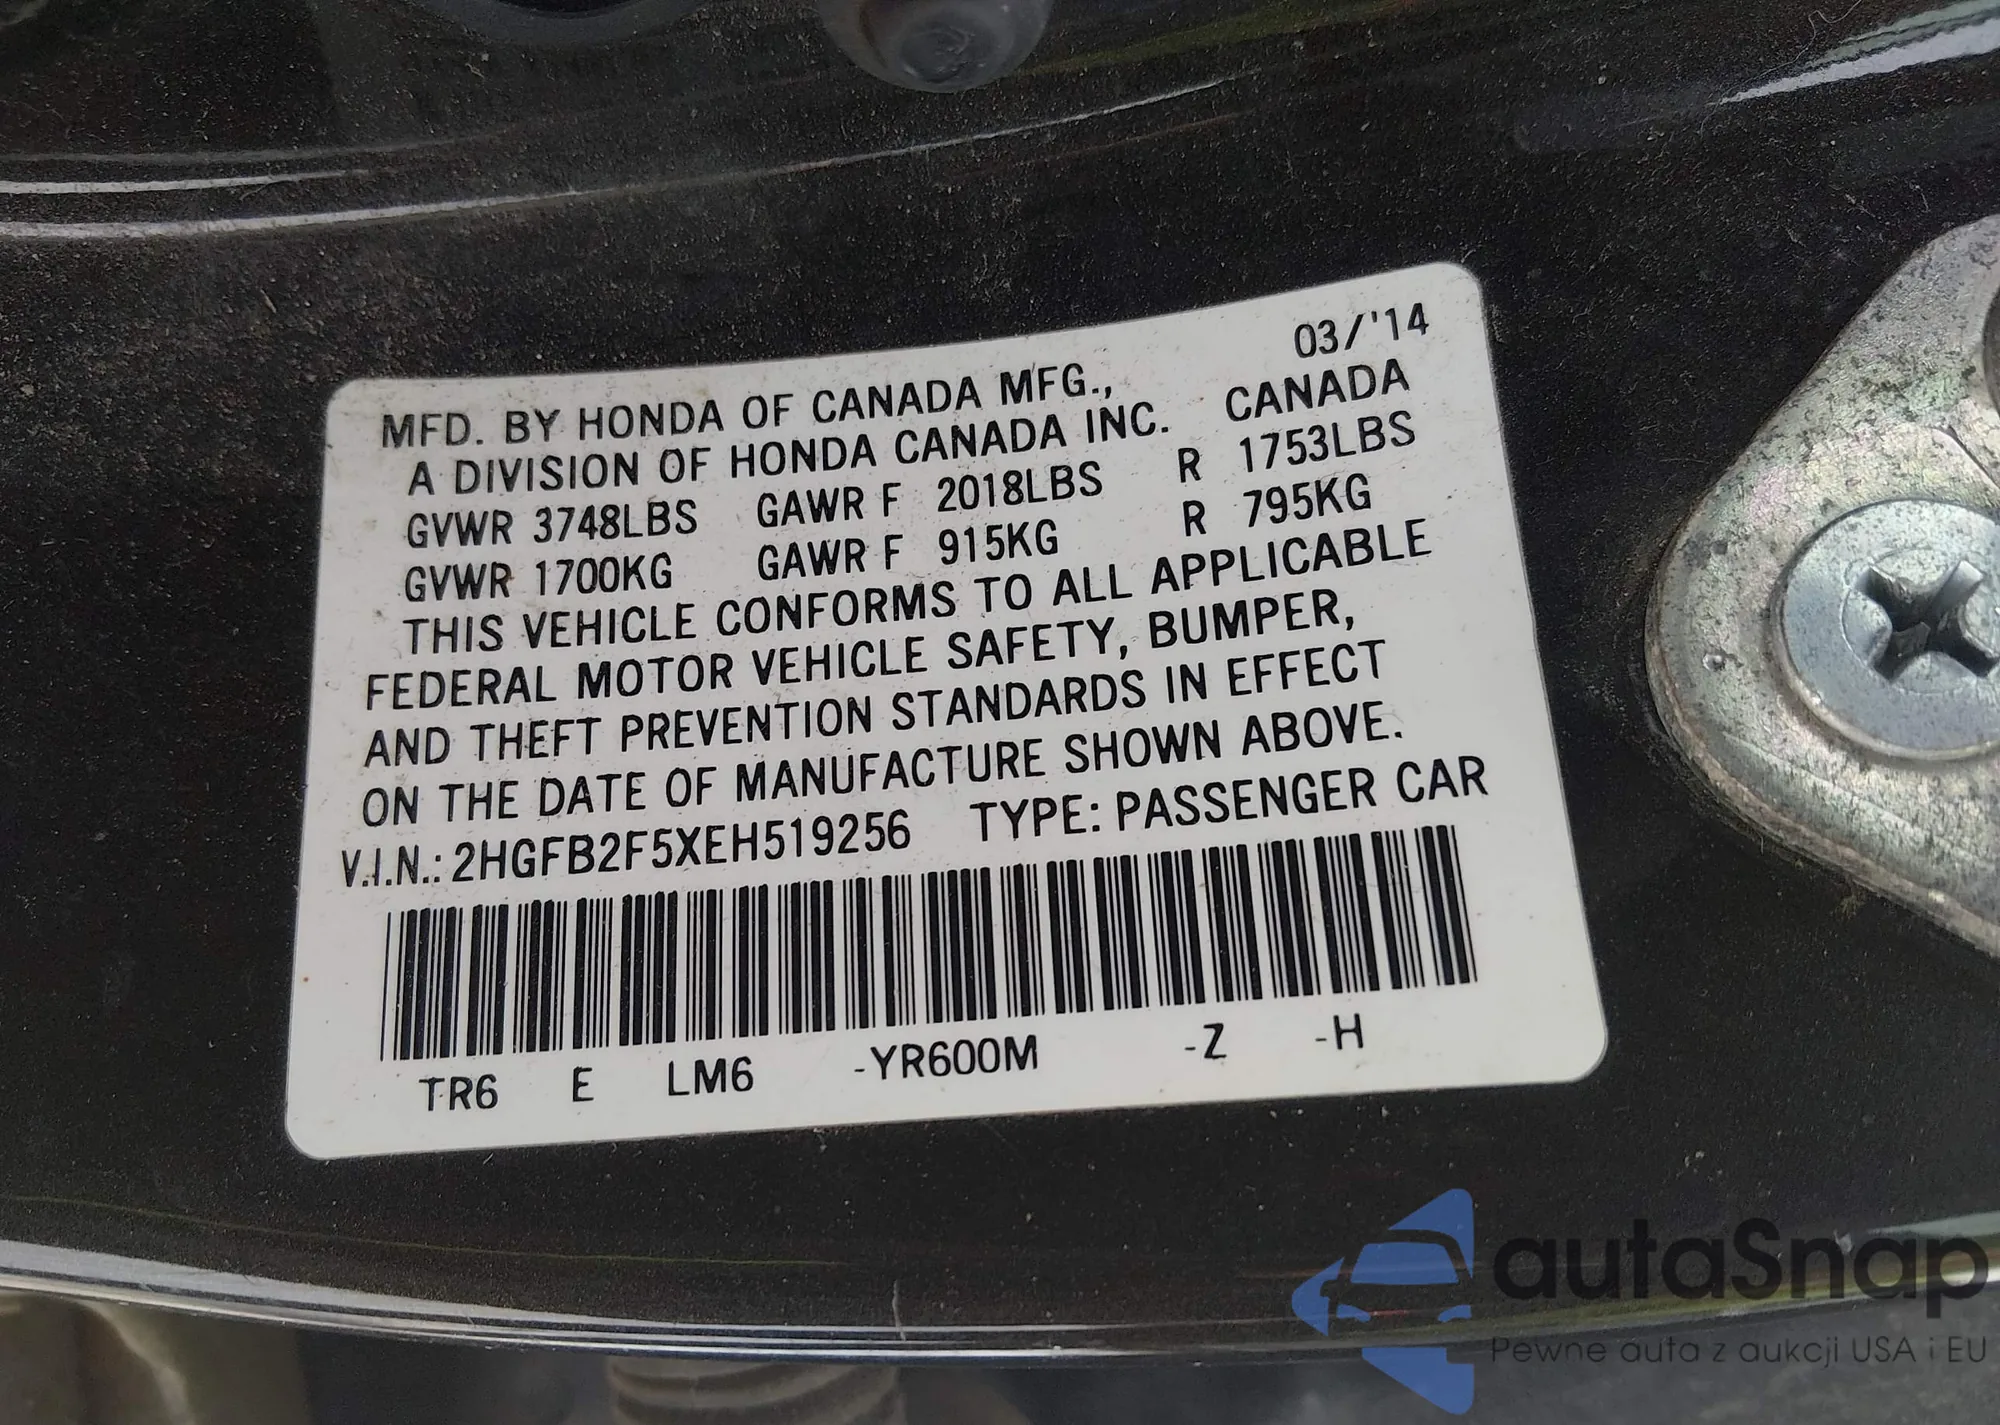 03/'14
MFD. BY HONDA OF CANADA MFG.,
A DIVISION OF HONDA CANADA INC. CANADA
GVWR 3748LBS GAWR F 2018LBS R 1753LBS
GVWR 1700KG GAWR F 915KG R 795KG
THIS VEHICLE CONFORMS TO ALL APPLICABLE
FEDERAL MOTOR VEHICLE SAFETY, BUMPER,
AND THEFT PREVENTION STANDARDS IN EFFECT
ON THE DATE OF MANUFACTURE SHOWN ABOVE.
V.I.N.: 2HGFB2F5XEH519256 TYPE: PASSENGER CAR
TR6 E LM6 -YR600M -Z -H
autaSnap
Pewne auta z aukcji USA i EU